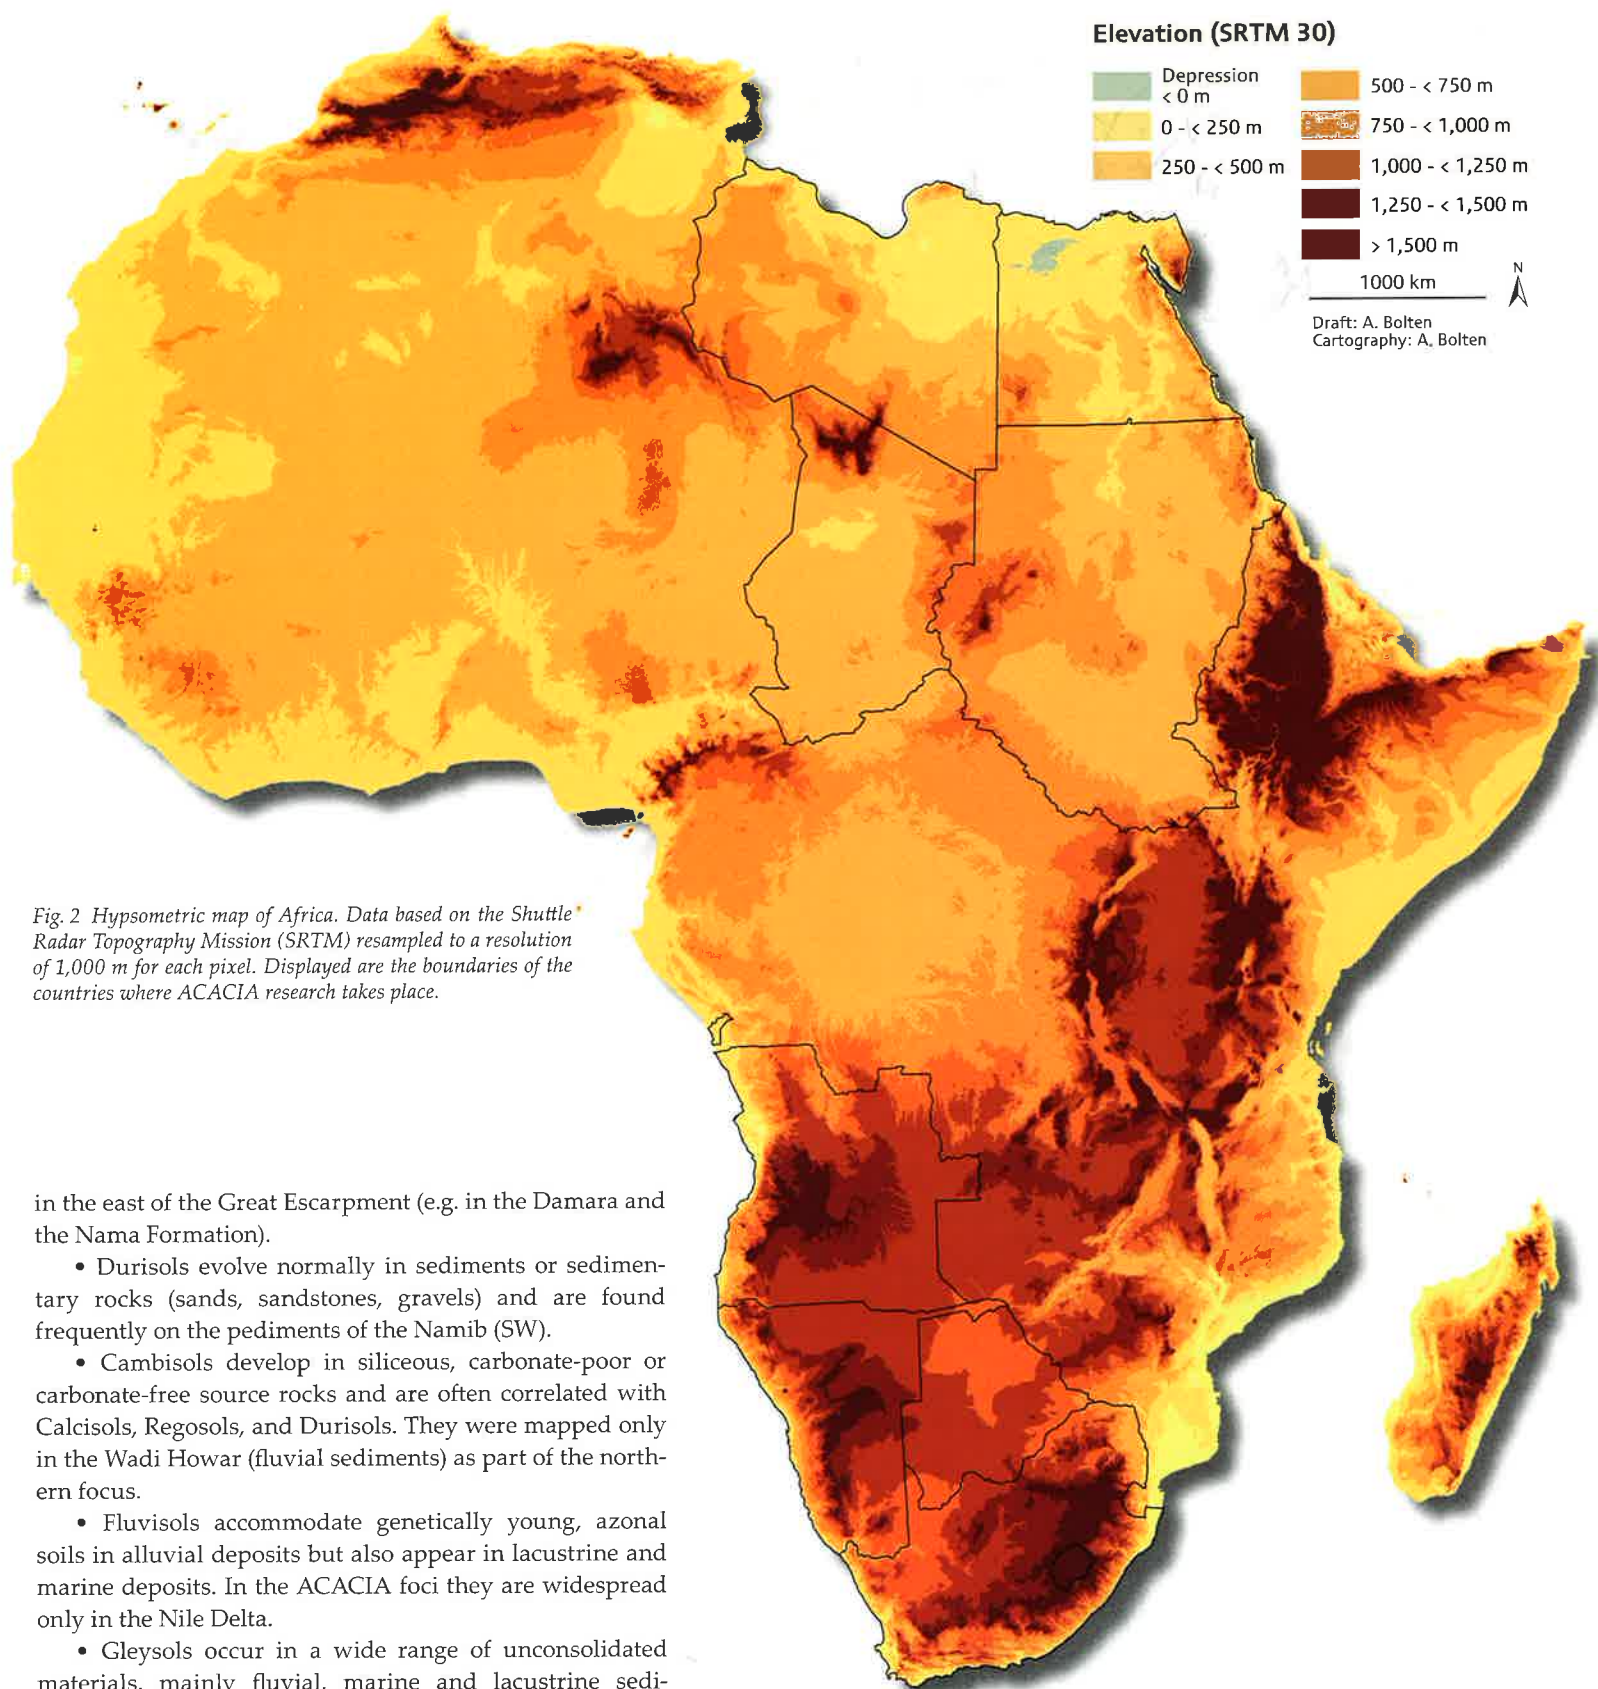 Elevation (SRTM 30)
Depression
< 0 m
0 - < 250 m
250 - < 500 m
500 - < 750 m
750 - < 1,000 m
1,000 - < 1,250 m
1,250 - < 1,500 m
> 1,500 m
1000 km
N
Draft: A. Bolten
Cartography: A. Bolten
Fig. 2 Hypsometric map of Africa. Data based on the Shuttle
Radar Topography Mission (SRTM) resampled to a resolution
of 1,000 m for each pixel. Displayed are the boundaries of the
countries where ACACIA research takes place.
in the east of the Great Escarpment (e.g. in the Damara and
the Nama Formation).
• Durisols evolve normally in sediments or sedimen-
tary rocks (sands, sandstones, gravels) and are found
frequently on the pediments of the Namib (SW).
• Cambisols develop in siliceous, carbonate-poor or
carbonate-free source rocks and are often correlated with
Calcisols, Regosols, and Durisols. They were mapped only
in the Wadi Howar (fluvial sediments) as part of the north-
ern focus.
• Fluvisols accommodate genetically young, azonal
soils in alluvial deposits but also appear in lacustrine and
marine deposits. In the ACACIA foci they are widespread
only in the Nile Delta.
• Gleysols occur in a wide range of unconsolidated
materials, mainly fluvial, marine and lacustrine sedi-